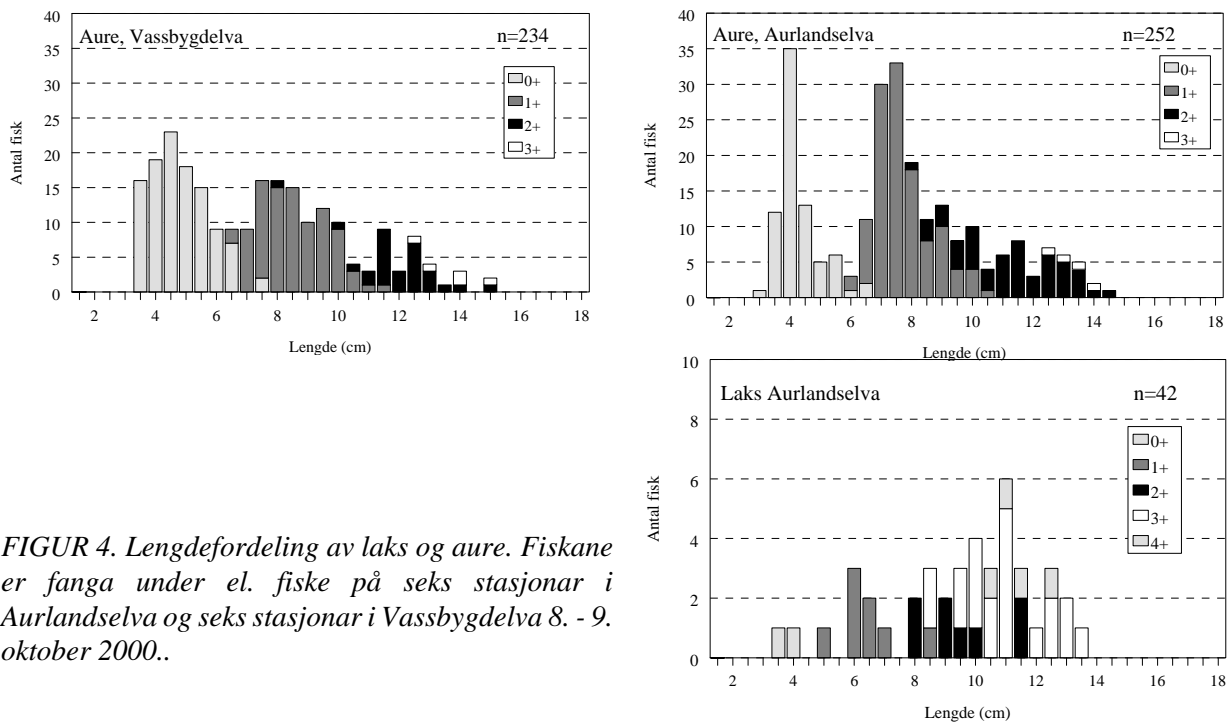 40
35
30
25
20
15
10
5
0
Antal fisk
Aure, Vassbygdelva n=234
0+
1+
2+
3+
2 4 6 8 10 12 14 16 18
Lengde (cm)
40
35
30
25
20
15
10
5
0
Antal fisk
Aure, Aurlandselva n=252
0+
1+
2+
3+
2 4 6 8 10 12 14 16 18
Lengde (cm)
10
8
6
4
2
0
Antal fisk
Laks Aurlandselva n=42
0+
1+
2+
3+
4+
2 4 6 8 10 12 14 16 18
Lengde (cm)
FIGUR 4. Lengdefordeling av laks og aure. Fiskane
er fanga under el. fiske på seks stasjonar i
Aurlandselva og seks stasjonar i Vassbygdelva 8. - 9.
oktober 2000..